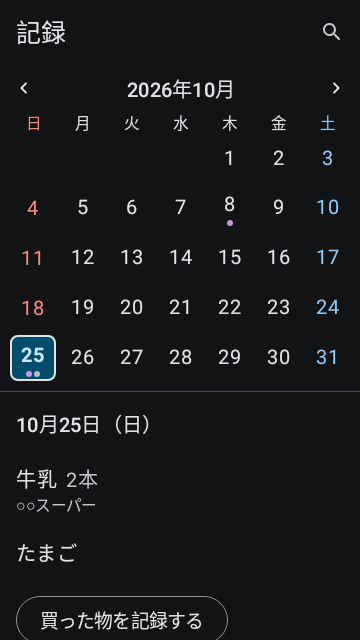 記録
2026年10月
日 月 火 水 木 金 土
1 2 3
4 5 6 7 8 9 10
11 12 13 14 15 16 17
18 19 20 21 22 23 24
25 26 27 28 29 30 31
10月25日（日）
牛乳 2本
○○スーパー
たまご
買った物を記録する